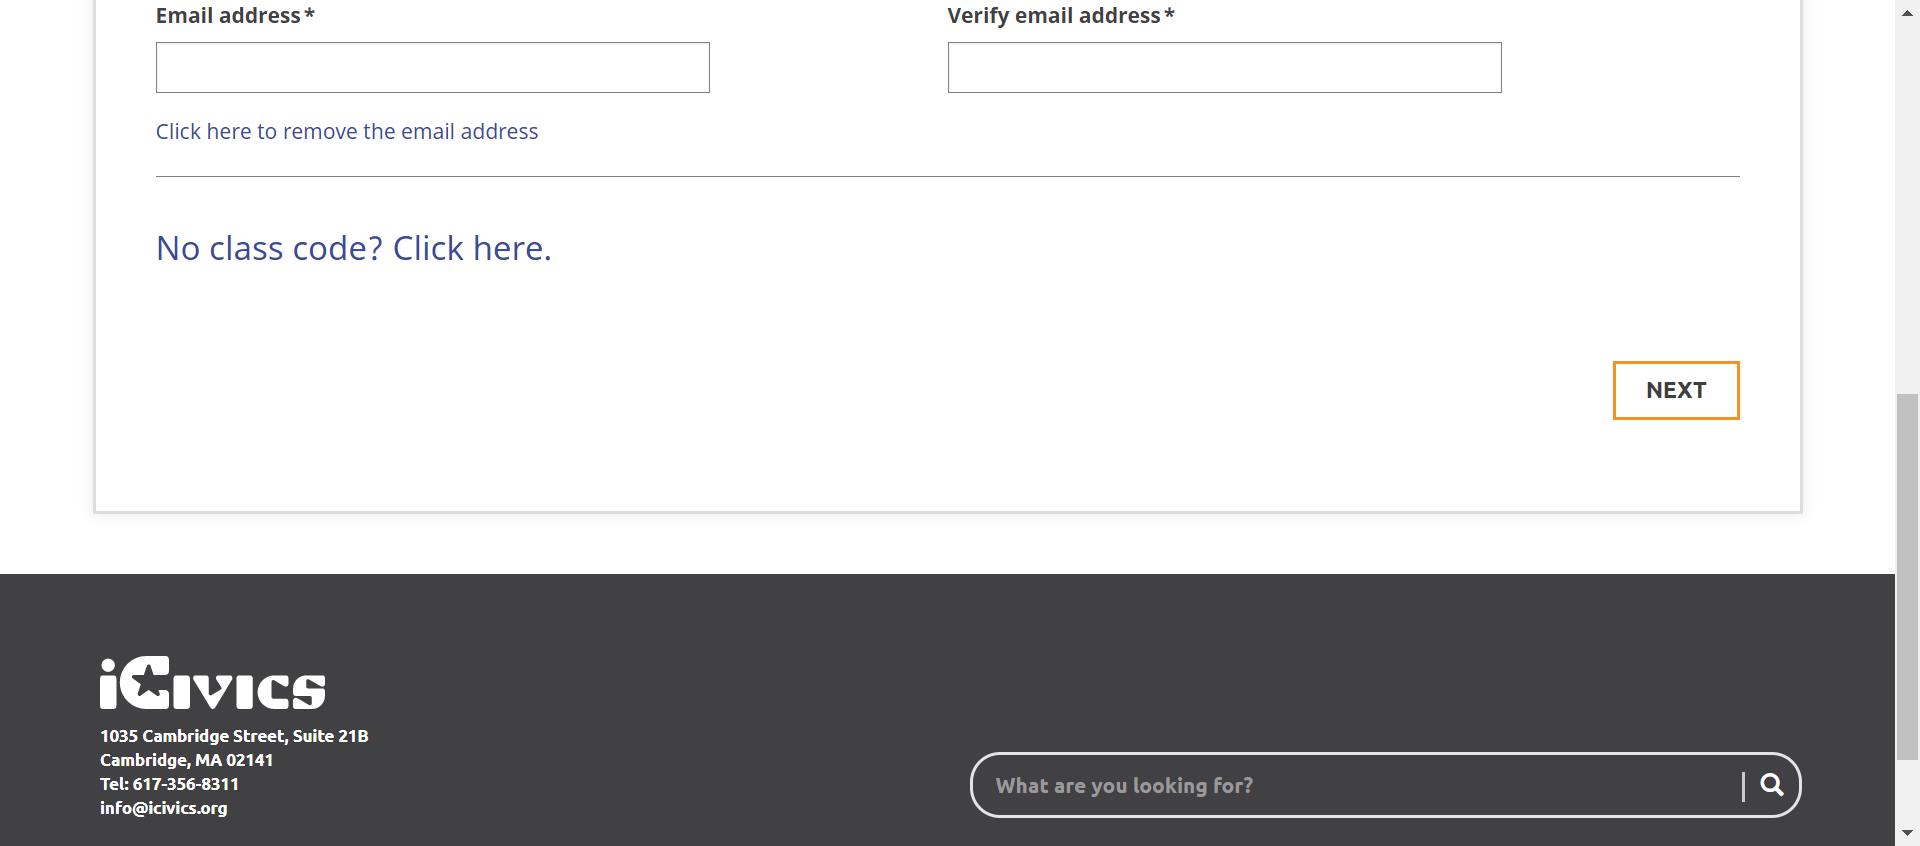 Email address*
Verify email address*
Click here to remove the email address
No class code? Click here.
NEXT
iCivics
1035 Cambridge Street, Suite 21B
Cambridge, MA 02141
Tel: 617-356-8311
info@icivics.org
What are you looking for?